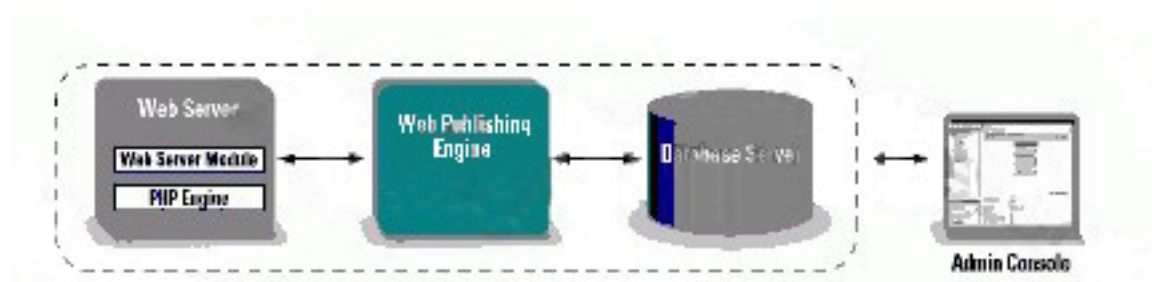 Web Server
Web Server Module
PHP Engine
Web Publishing
Engine
Database Server
Admin Console